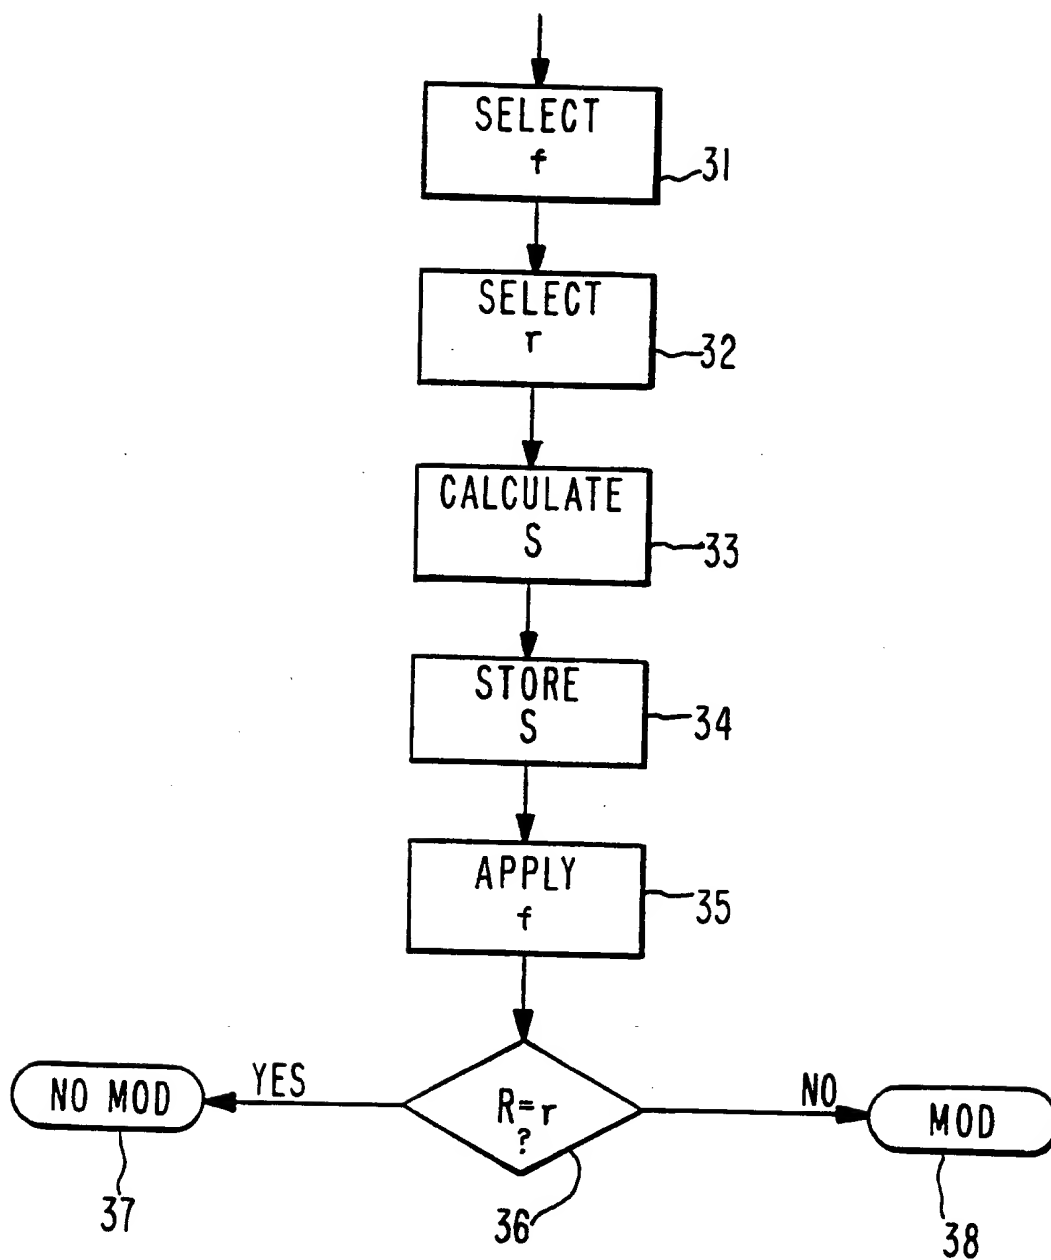 SELECT
f
31
SELECT
r
32
CALCULATE
S
33
STORE
S
34
APPLY
f
35
YES
NO
NO MOD
R=r
?
MOD
37
36
38